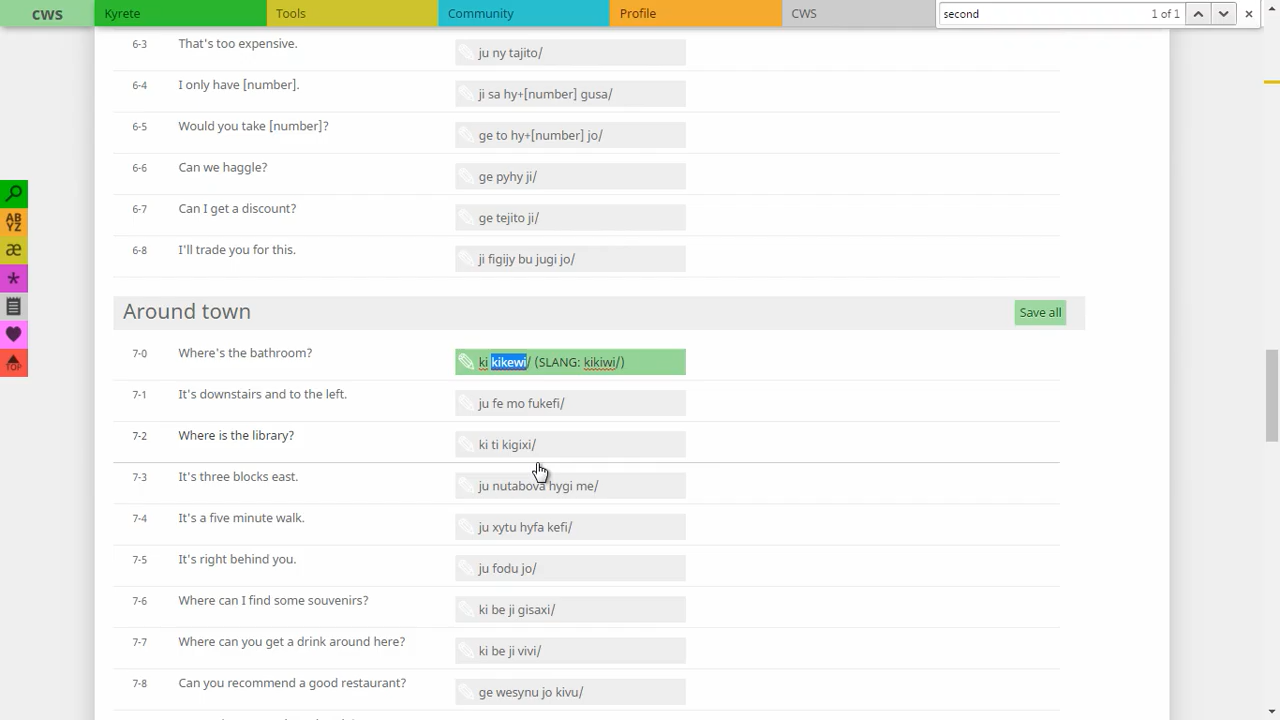 CWS Kyrete Tools Community Profile CWS second 1 of 1
6-3 That's too expensive. ju ny tajito/
6-4 I only have [number]. ji sa hy+[number] gusa/
6-5 Would you take [number]? ge to hy+[number] jo/
6-6 Can we haggle? ge pyhy ji/
6-7 Can I get a discount? ge tejito ji/
6-8 I'll trade you for this. ji figijy bu jugi jo/
Around town Save all
7-0 Where's the bathroom? ki kikewi/ (SLANG: kikiwi/)
7-1 It's downstairs and to the left. ju fe mo fukefi/
7-2 Where is the library? ki ti kigixi/
7-3 It's three blocks east. ju nutabova hygi me/
7-4 It's a five minute walk. ju xytu hyfa kefi/
7-5 It's right behind you. ju fodu jo/
7-6 Where can I find some souvenirs? ki be ji gisaxi/
7-7 Where can you get a drink around here? ki be ji vivi/
7-8 Can you recommend a good restaurant? ge wesynu jo kivu/
AB
YZ
æ
*
TOP